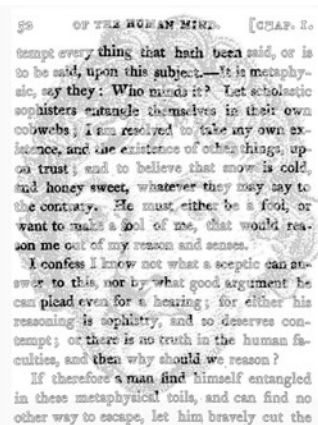 52 OF THE HUMAN MIND. [CHAP. I.
tempt every thing that hath been said, or is
to be said, upon this subject.—It is metaphy-
sic, say they: Who minds it? Let scholastic
sophisters entangle themselves in their own
cobwebs; I am resolved to take my own ex-
istence, and the existence of other things, up-
on trust; and to believe that snow is cold,
and honey sweet, whatever they may say to
the contrary. He must either be a fool, or
want to make a fool of me, that would rea-
son me out of my reason and senses.
I confess I know not what a sceptic can an-
swer to this, nor by what good argument he
can plead even for a hearing; for either his
reasoning is sophistry, and so deserves con-
tempt; or there is no truth in the human fa-
culties, and then why should we reason?
If therefore a man find himself entangled
in these metaphysical toils, and can find no
other way to escape, let him bravely cut the